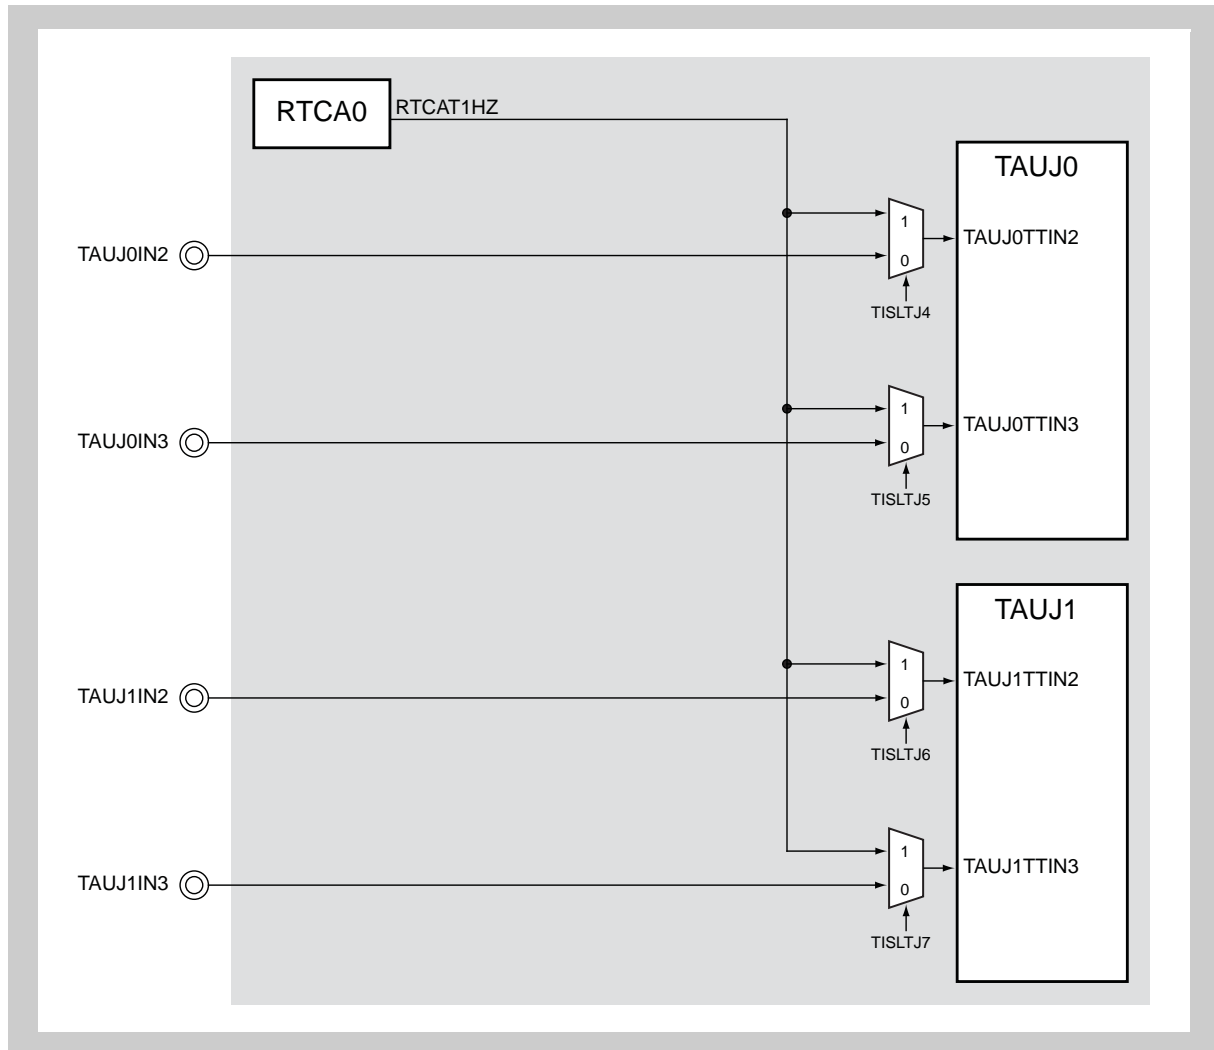 RTCA0
RTCAT1HZ
TAUJ0
1
TAUJ0TTIN2
TAUJ0IN2
0
TISLTJ4
1
TAUJ0TTIN3
TAUJ0IN3
0
TISLTJ5
TAUJ1
1
TAUJ1TTIN2
TAUJ1IN2
0
TISLTJ6
1
TAUJ1TTIN3
TAUJ1IN3
0
TISLTJ7